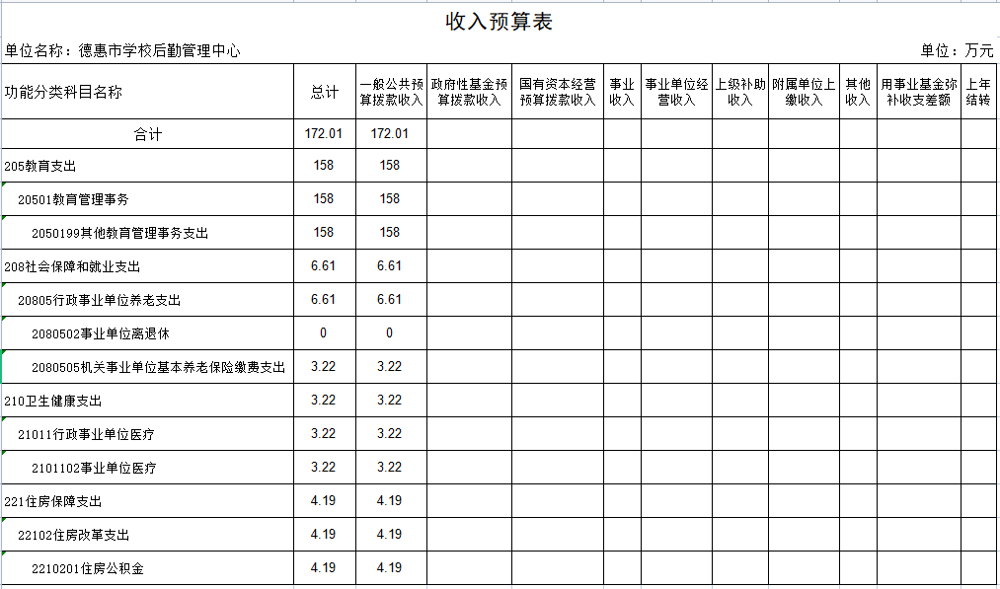 收入预算表
单位名称：德惠市学校后勤管理中心 单位：万元
功能分类科目名称 总计 一般公共预算拨款收入 政府性基金预算拨款收入 国有资本经营预算拨款收入 事业收入 事业单位经营收入 上级补助收入 附属单位上缴收入 其他收入 用事业基金弥补收支差额 上年结转
合计 172.01 172.01
205教育支出 158 158
20501教育管理事务 158 158
2050199其他教育管理事务支出 158 158
208社会保障和就业支出 6.61 6.61
20805行政事业单位养老支出 6.61 6.61
2080502事业单位离退休 0 0
2080505机关事业单位基本养老保险缴费支出 3.22 3.22
210卫生健康支出 3.22 3.22
21011行政事业单位医疗 3.22 3.22
2101102事业单位医疗 3.22 3.22
221住房保障支出 4.19 4.19
22102住房改革支出 4.19 4.19
2210201住房公积金 4.19 4.19